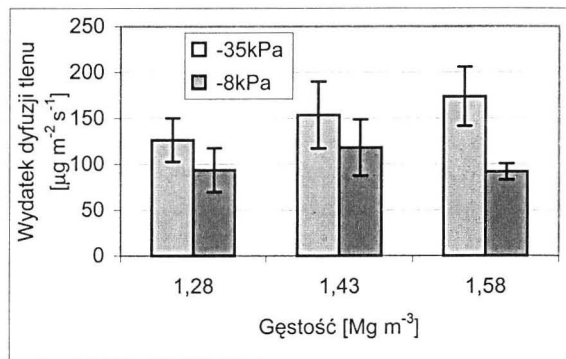 Wydatek dyfuzji tlenu
[µg m⁻² s⁻¹]
250
200
150
100
50
0
-35kPa
-8kPa
1,28 1,43 1,58
Gęstość [Mg m⁻³]